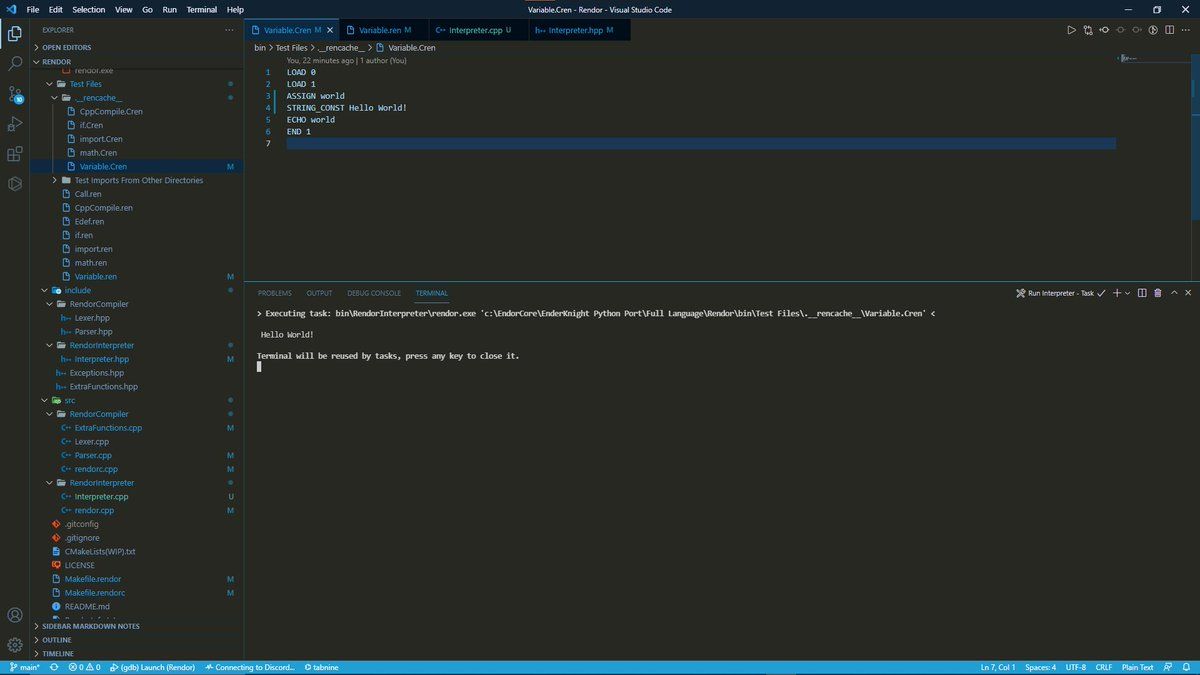 File Edit Selection View Go Run Terminal Help
Variable.Cren - Rendor - Visual Studio Code
EXPLORER
OPEN EDITORS
RENDOR
rendor.exe
Test Files
.__rencache__
CppCompile.Cren
if.Cren
import.Cren
math.Cren
Variable.Cren M
Test Imports From Other Directories
Call.ren
CppCompile.ren
Edef.ren
if.ren
import.ren
math.ren
Variable.ren M
include
RendorCompiler
Lexer.hpp
Parser.hpp
RendorInterpreter
Interpreter.hpp M
Exceptions.hpp
ExtraFunctions.hpp
src
RendorCompiler
ExtraFunctions.cpp M
Lexer.cpp
Parser.cpp M
rendorc.cpp M
RendorInterpreter
Interpreter.cpp U
rendor.cpp M
.gitconfig
.gitignore
CMakeLists(WIP).txt
LICENSE
Makefile.rendor M
Makefile.rendorc M
README.md
SIDEBAR MARKDOWN NOTES
OUTLINE
TIMELINE
10
Variable.Cren M Variable.ren M Interpreter.cpp U Interpreter.hpp M
bin > Test Files > .__rencache__ > Variable.Cren
You, 22 minutes ago | 1 author (You)
1 LOAD 0
2 LOAD 1
3 ASSIGN world
4 STRING_CONST Hello World!
5 ECHO world
6 END 1
7
PROBLEMS OUTPUT DEBUG CONSOLE TERMINAL
Run Interpreter - Task
> Executing task: bin\RendorInterpreter\rendor.exe 'c:\EndorCore\EnderKnight Python Port\Full Language\Rendor\bin\Test Files\.__rencache__\Variable.Cren' <
Hello World!
Terminal will be reused by tasks, press any key to close it.
main* 0 0 (gdb) Launch (Rendor) Connecting to Discord... tabnine
Ln 7, Col 1 Spaces: 4 UTF-8 CRLF Plain Text